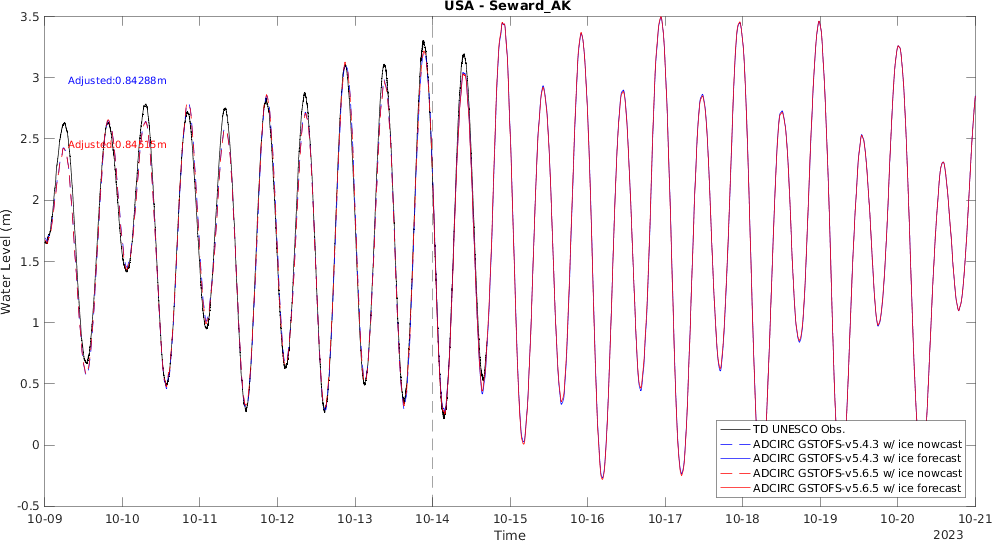 USA - Seward_AK
3.5
3
2.5
2
1.5
1
0.5
0
-0.5
Water Level (m)
Adjusted:0.84288m
Adjusted:0.84515m
TD UNESCO Obs.
ADCIRC GSTOFS-v5.4.3 w/ ice nowcast
ADCIRC GSTOFS-v5.4.3 w/ ice forecast
ADCIRC GSTOFS-v5.6.5 w/ ice nowcast
ADCIRC GSTOFS-v5.6.5 w/ ice forecast
10-09 10-10 10-11 10-12 10-13 10-14 10-15 10-16 10-17 10-18 10-19 10-20 10-21
Time
2023